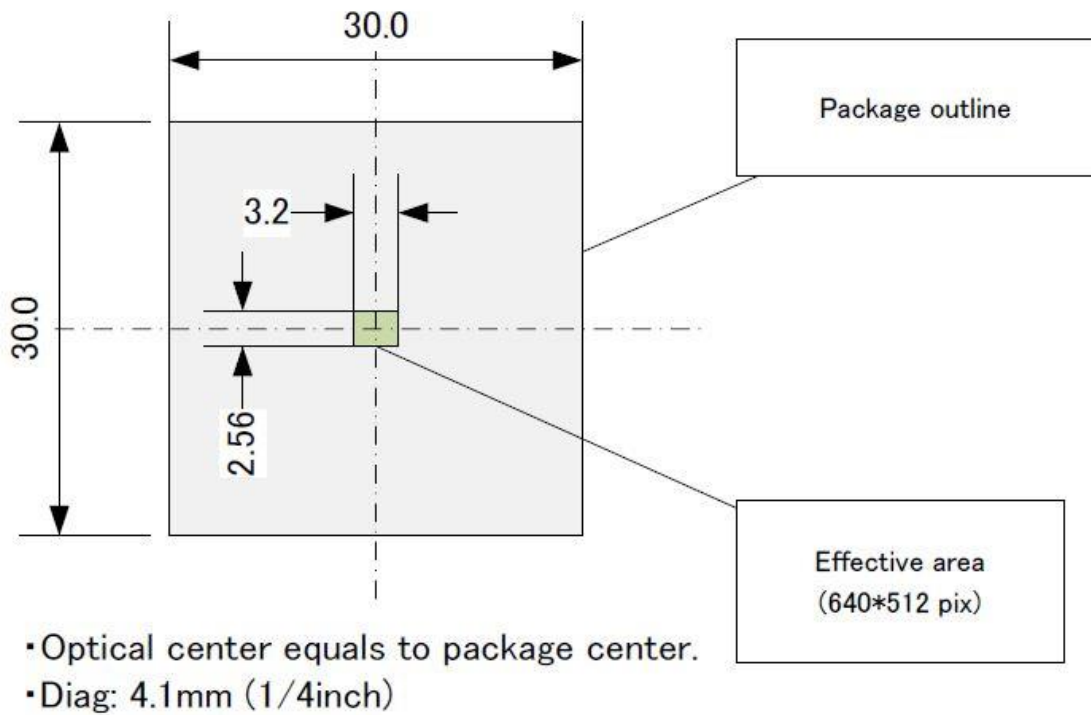 30.0
Package outline
3.2
30.0
2.56
Effective area
(640*512 pix)
･Optical center equals to package center.
･Diag: 4.1mm (1/4inch)